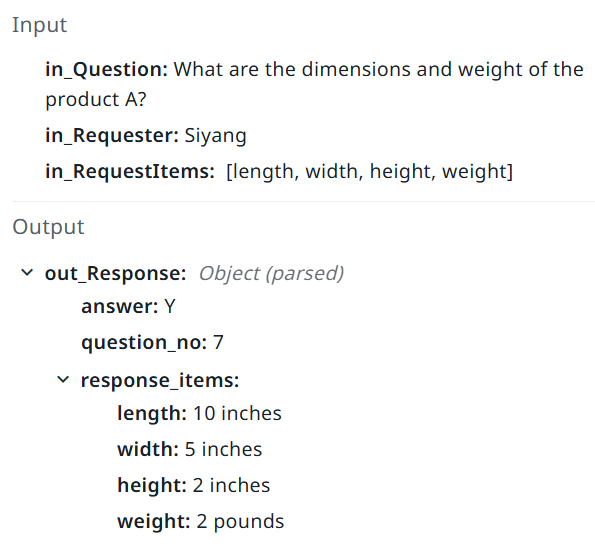 Input
in_Question: What are the dimensions and weight of the
product A?
in_Requester: Siyang
in_RequestItems: [length, width, height, weight]
Output
out_Response: Object (parsed)
answer: Y
question_no: 7
response_items:
length: 10 inches
width: 5 inches
height: 2 inches
weight: 2 pounds